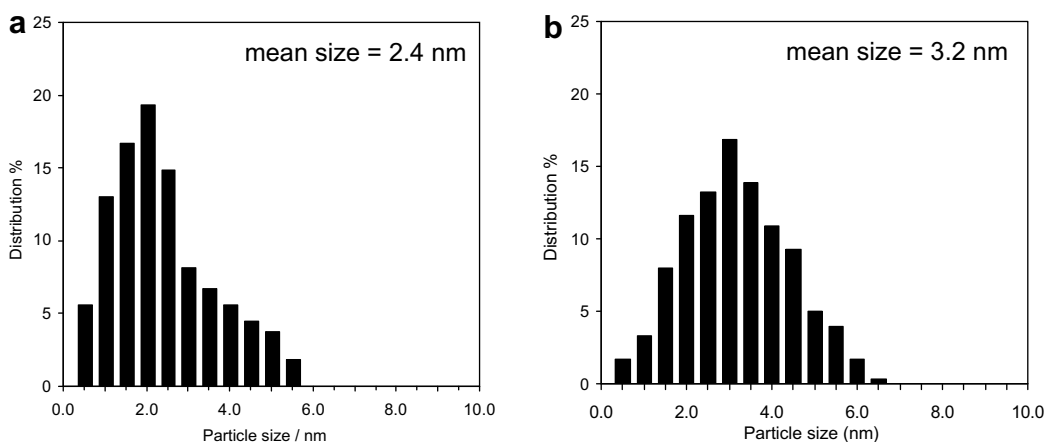 a
mean size = 2.4 nm
25
20
15
10
5
0
Distribution %
0.0 2.0 4.0 6.0 8.0 10.0
Particle size / nm
b
mean size = 3.2 nm
25
20
15
10
5
0
Distribution %
0.0 2.0 4.0 6.0 8.0 10.0
Particle size (nm)